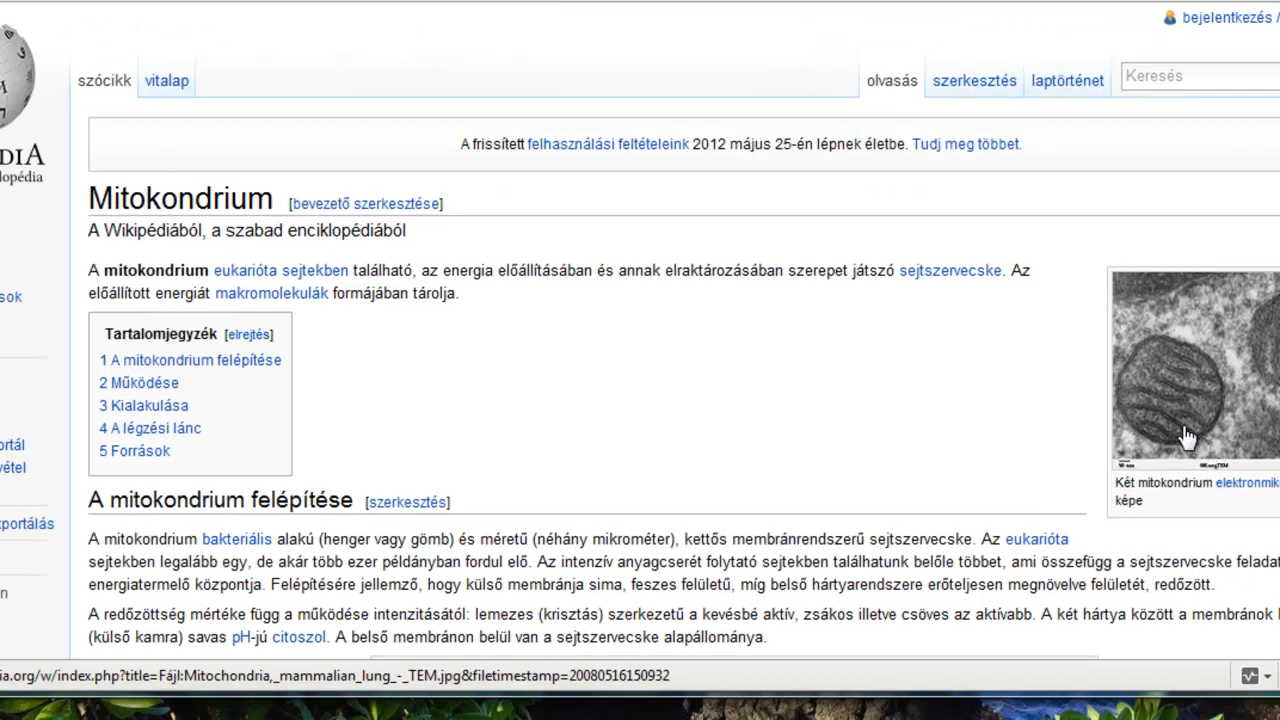 bejelentkezés /
szócikk vitalap olvasás szerkesztés laptörténet Keresés
DIA
lopédia
A frissített felhasználási feltételeink 2012 május 25-én lépnek életbe. Tudj meg többet.
Mitokondrium [bevezető szerkesztése]
A Wikipédiából, a szabad enciklopédiából
A mitokondrium eukarióta sejtekben található, az energia előállításában és annak elraktározásában szerepet játszó sejtszervecske. Az
előállított energiát makromolekulák formájában tárolja.
sok
Tartalomjegyzék [elrejtés]
1 A mitokondrium felépítése
2 Működése
3 Kialakulása
4 A légzési lánc
5 Források
ortál
vétel
portálás
n
Két mitokondrium elektronmik
képe
A mitokondrium felépítése [szerkesztés]
A mitokondrium bakteriális alakú (henger vagy gömb) és méretű (néhány mikrométer), kettős membránrendszerű sejtszervecske. Az eukarióta
sejtekben legalább egy, de akár több ezer példányban fordul elő. Az intenzív anyagcserét folytató sejtekben találhatunk belőle többet, ami összefügg a sejtszervecske felada
energiatermelő központja. Felépítésére jellemző, hogy külső membránja sima, feszes felületű, míg belső hártyarendszere erőteljesen megnövelve felületét, redőzött.
A redőzöttség mértéke függ a működése intenzitásától: lemezes (krisztás) szerkezetű a kevésbé aktív, zsákos illetve csöves az aktívabb. A két hártya között a membránok
(külső kamra) savas pH-jú citoszol. A belső membránon belül van a sejtszervecske alapállománya.
ia.org/w/index.php?title=Fájl:Mitochondria,_mammalian_lung_-_TEM.jpg&filetimestamp=20080516150932